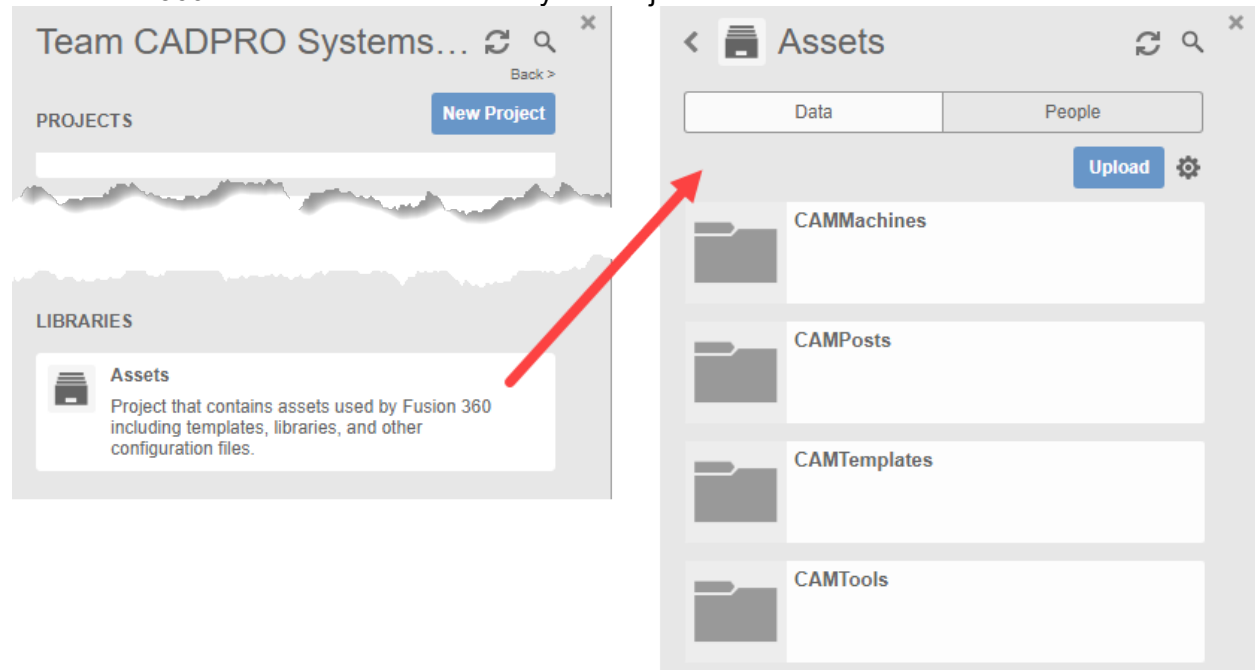 Team CADPRO Systems...
Back >
PROJECTS
New Project
LIBRARIES
Assets
Project that contains assets used by Fusion 360
including templates, libraries, and other
configuration files.
Assets
Data
People
Upload
CAMMachines
CAMPosts
CAMTemplates
CAMTools